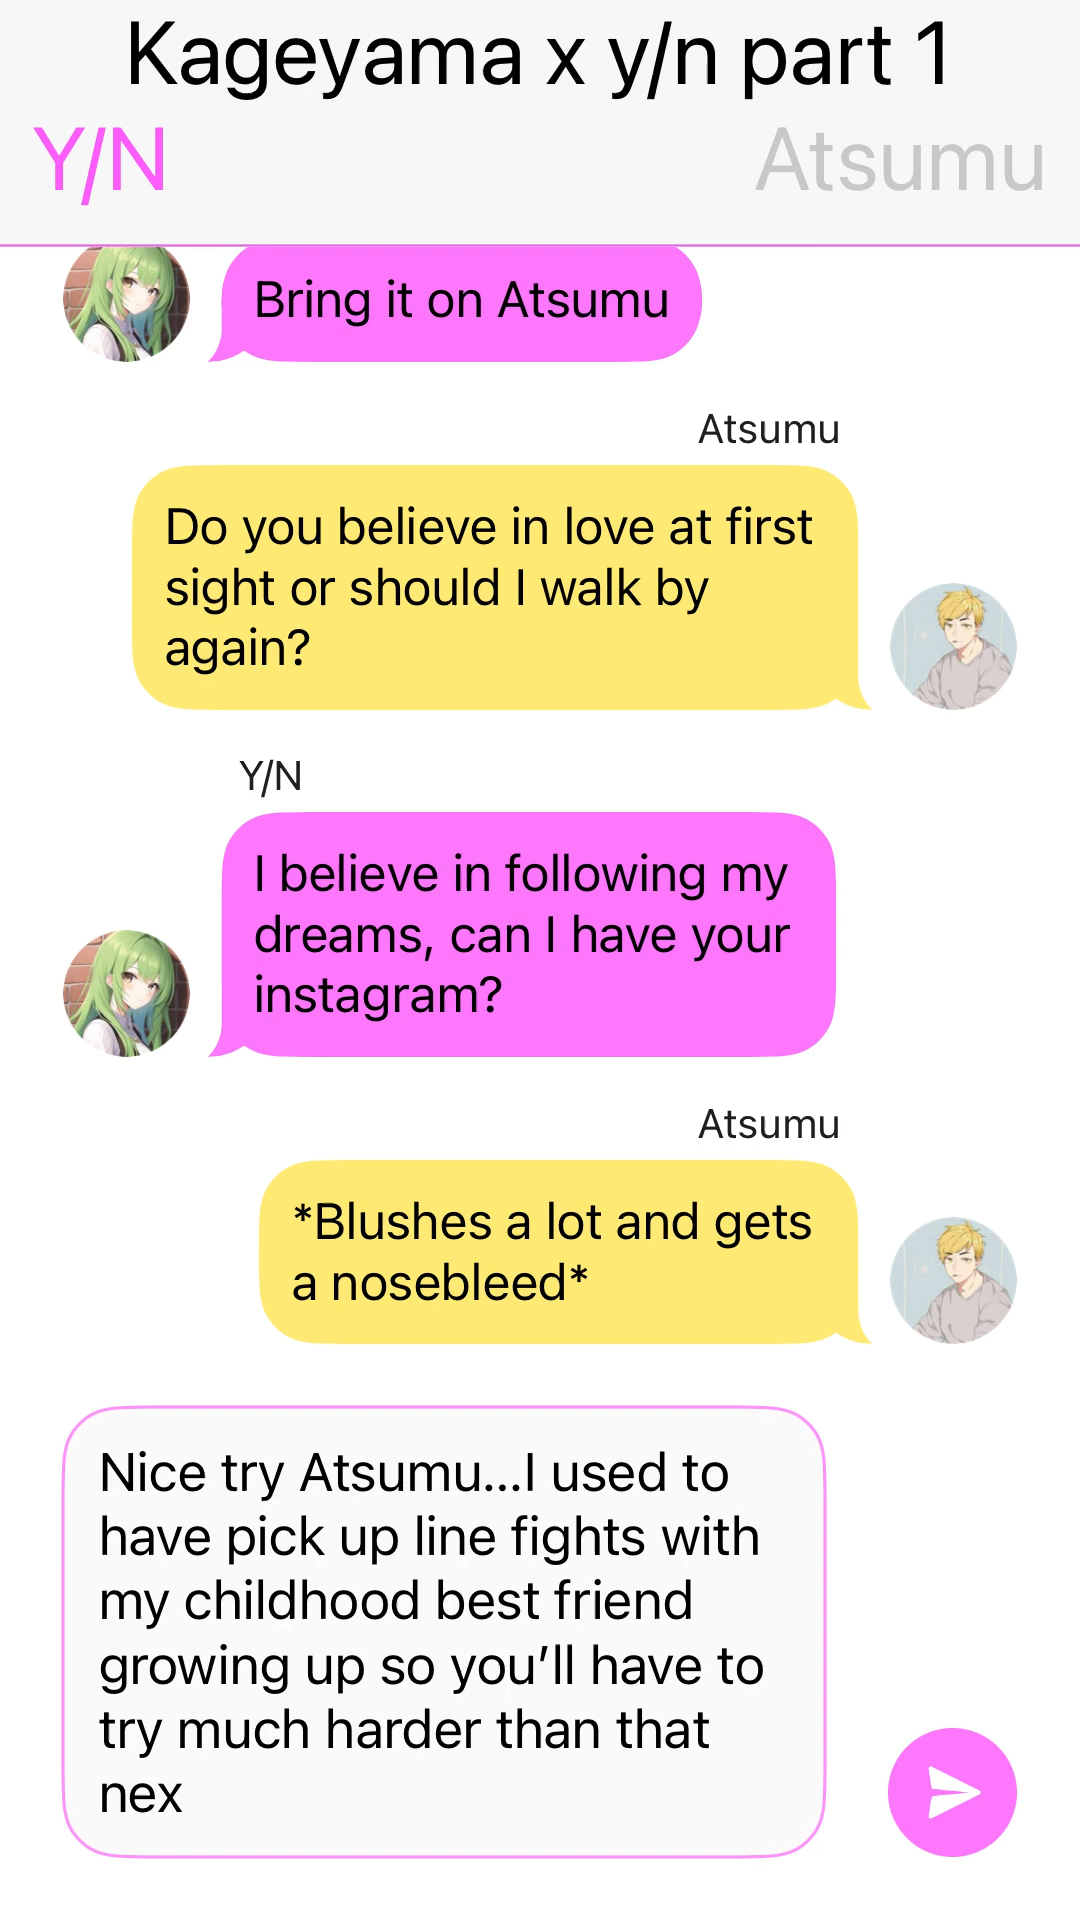 Kageyama x y/n part 1
Y/N
Atsumu
Bring it on Atsumu
Atsumu
Do you believe in love at first
sight or should I walk by
again?
Y/N
I believe in following my
dreams, can I have your
instagram?
Atsumu
*Blushes a lot and gets
a nosebleed*
Nice try Atsumu...I used to
have pick up line fights with
my childhood best friend
growing up so you’ll have to
try much harder than that
nex